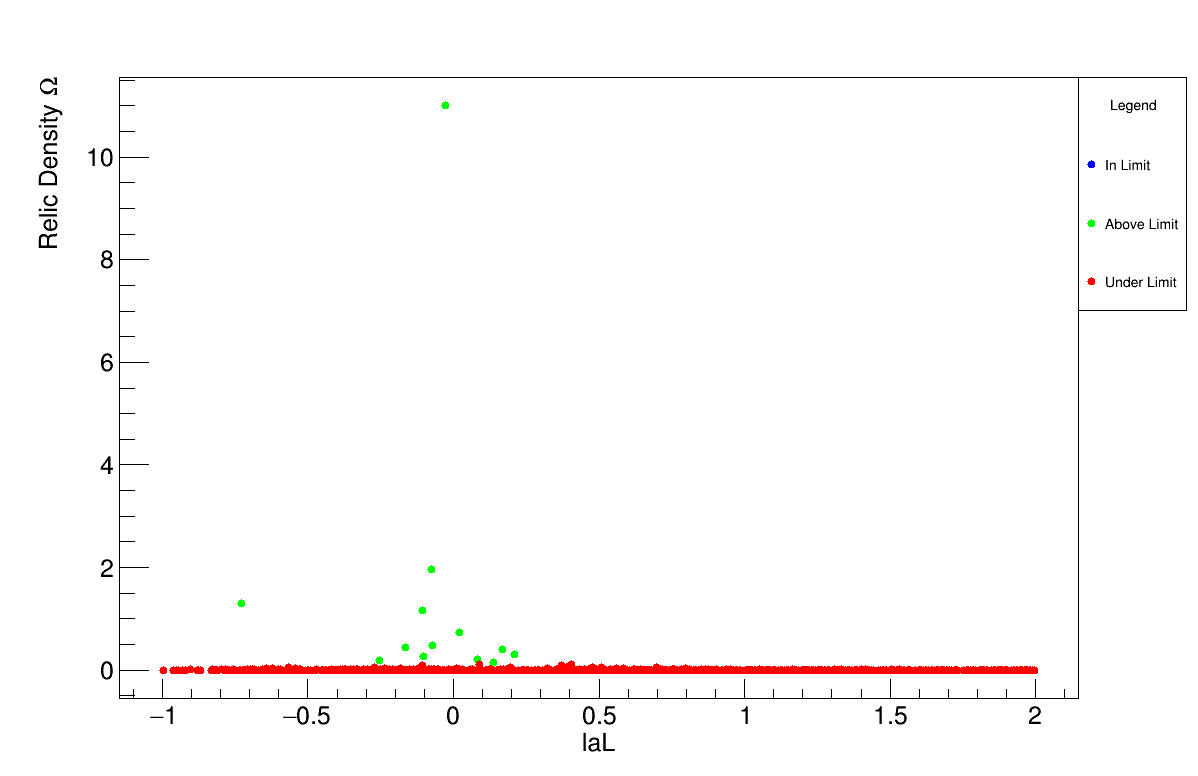 Relic Density Ω
10
8
6
4
2
0
−1 −0.5 0 0.5 1 1.5 2
laL
Legend
In Limit
Above Limit
Under Limit